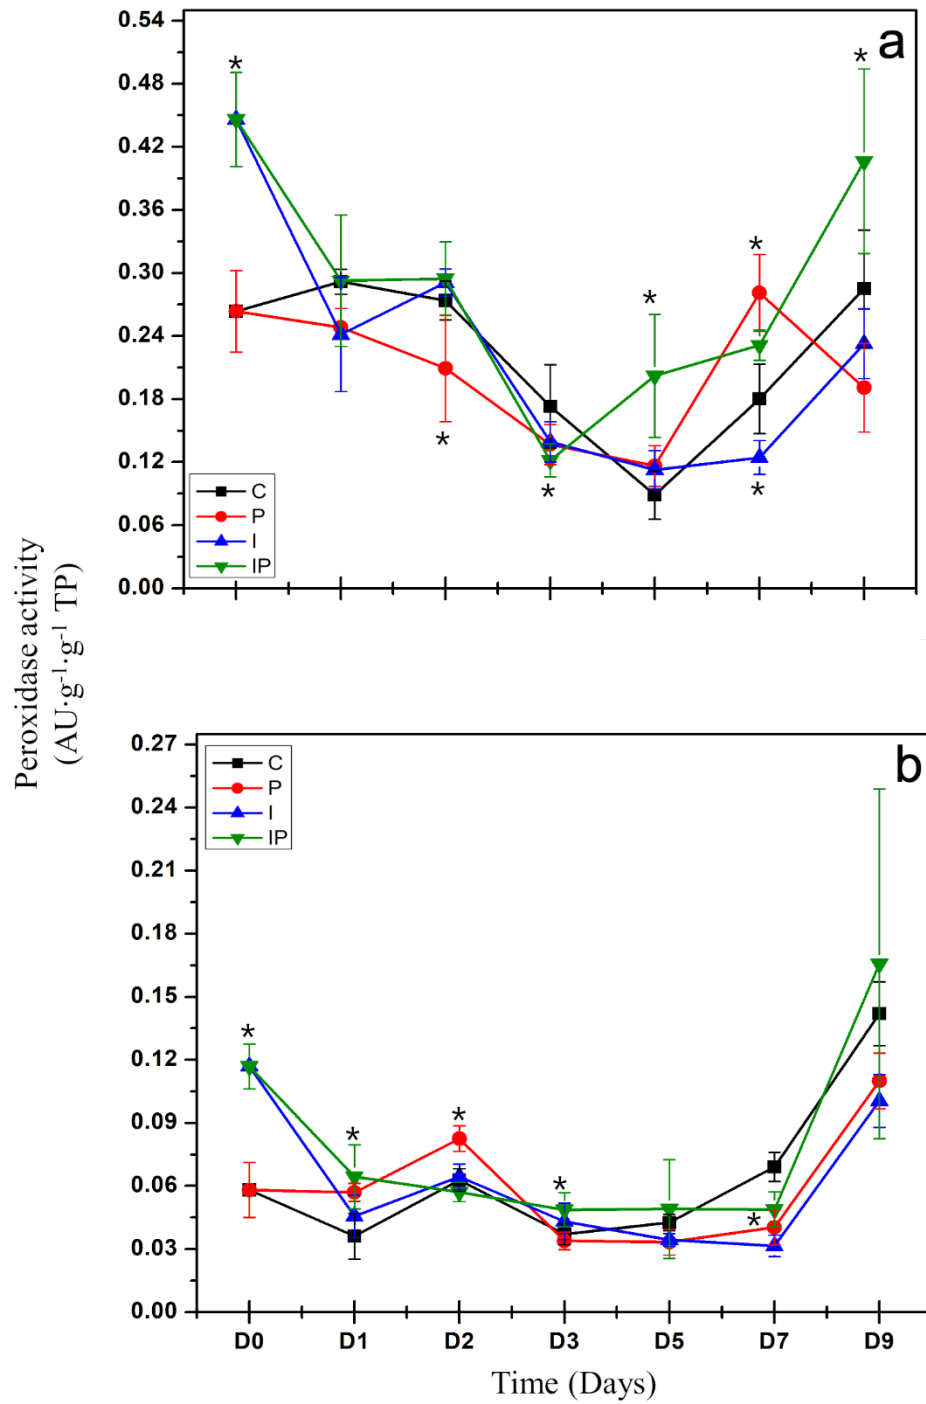 Peroxidase activity
(AU·g⁻¹·g⁻¹ TP)
a
0.54
0.48
0.42
0.36
0.30
0.24
0.18
0.12
0.06
0.00
*
*
*
*
*
*
*
C
P
I
IP
b
0.27
0.24
0.21
0.18
0.15
0.12
0.09
0.06
0.03
0.00
C
P
I
IP
*
*
*
*
*
D0 D1 D2 D3 D5 D7 D9
Time (Days)